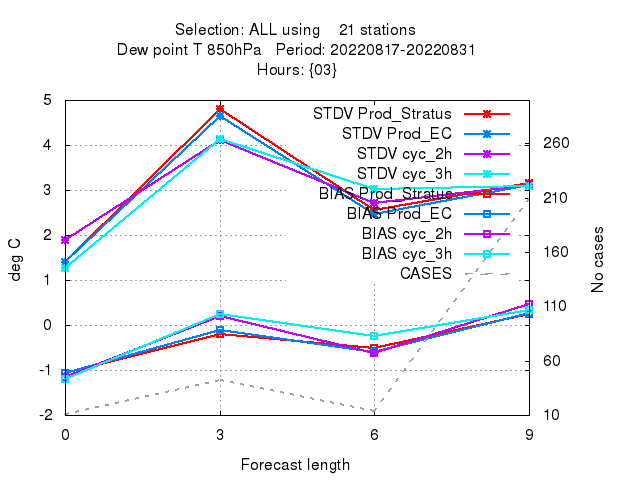 Selection: ALL using    21 stations
Dew point T 850hPa   Period: 20220817-20220831
Hours: {03}
deg C
5
4
3
2
1
0
-1
-2
STDV Prod_Stratus
STDV Prod_EC
STDV cyc_2h
STDV cyc_3h
BIAS Prod_Stratus
BIAS Prod_EC
BIAS cyc_2h
BIAS cyc_3h
CASES
260
210
160
110
60
10
No cases
0
3
6
9
Forecast length